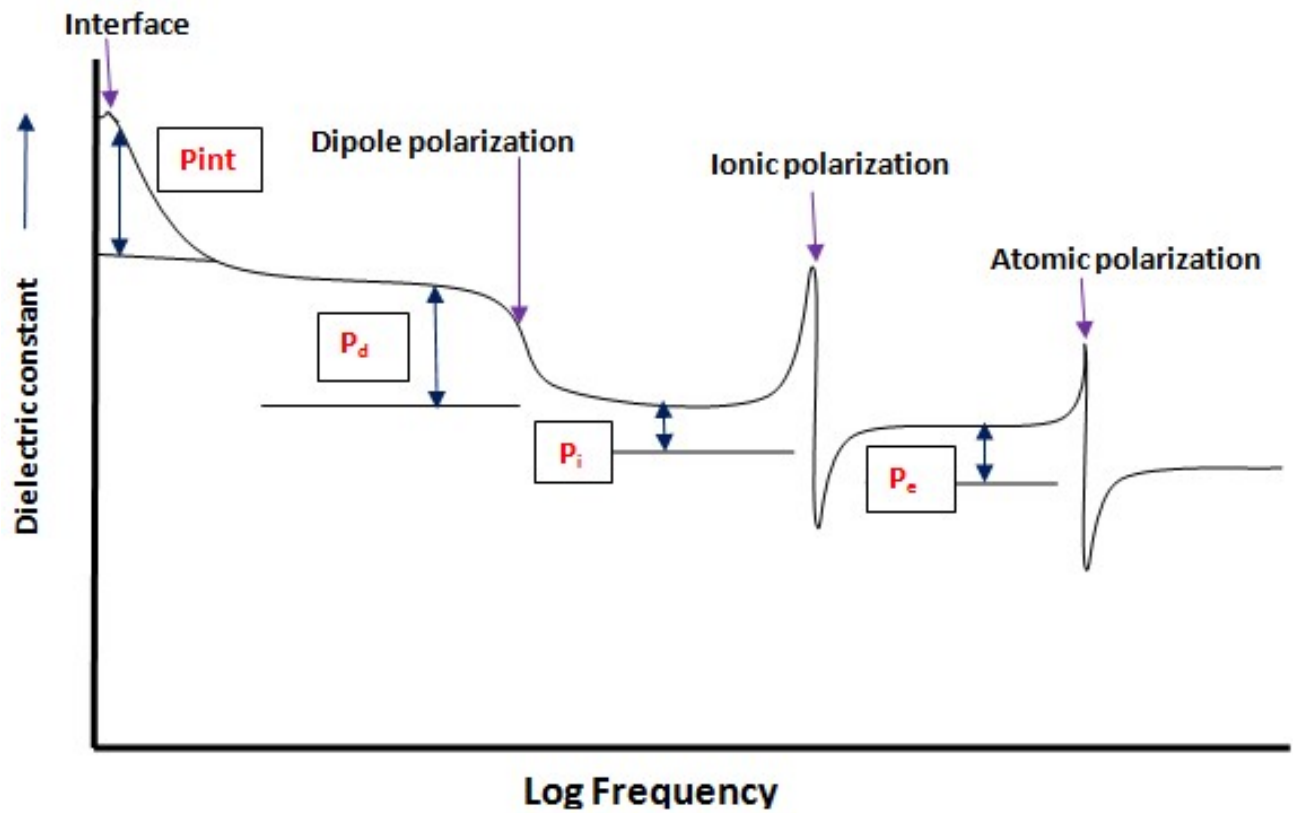 Interface
Pint
Dipole polarization
Ionic polarization
Atomic polarization
Pd
Pi
Pe
Dielectric constant
Log Frequency